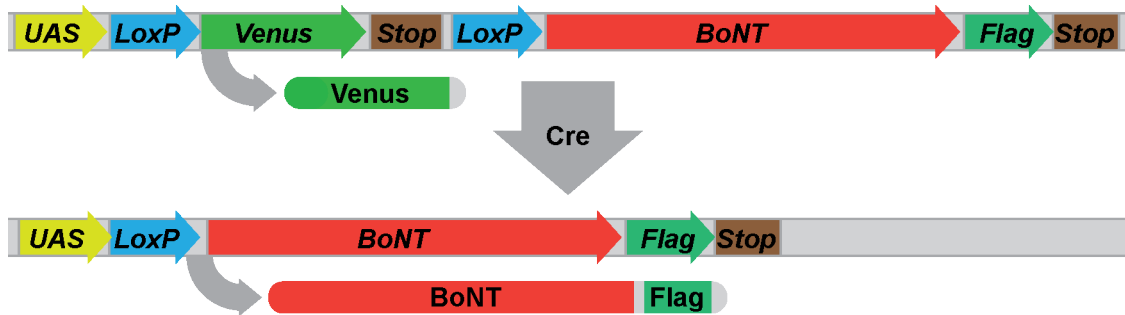 UAS LoxP Venus Stop LoxP BoNT Flag Stop
Venus
Cre
UAS LoxP BoNT Flag Stop
BoNT Flag